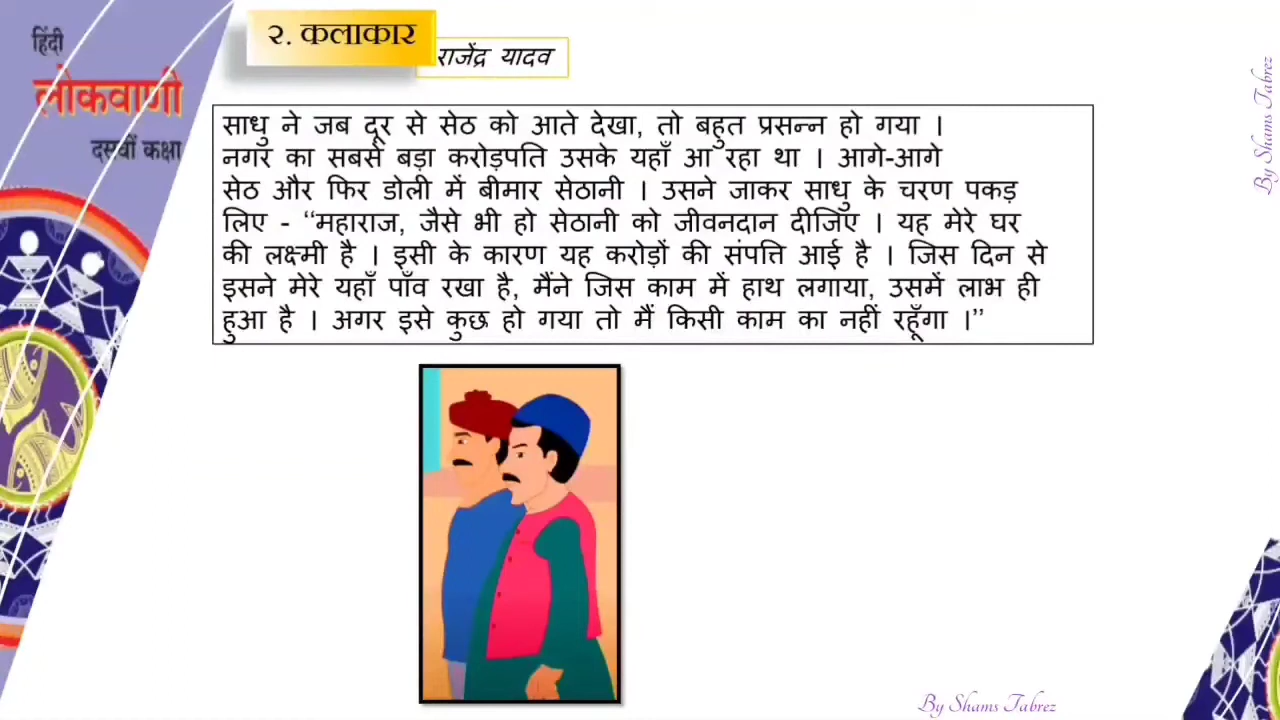 हिंदी
लोकवाणी
दसवीं कक्षा
२. कलाकार
राजेंद्र यादव
साधु ने जब दूर से सेठ को आते देखा, तो बहुत प्रसन्न हो गया ।
नगर का सबसे बड़ा करोड़पति उसके यहाँ आ रहा था । आगे-आगे
सेठ और फिर डोली में बीमार सेठानी । उसने जाकर साधु के चरण पकड़
लिए - ‘‘महाराज, जैसे भी हो सेठानी को जीवनदान दीजिए । यह मेरे घर
की लक्ष्मी है । इसी के कारण यह करोड़ों की संपत्ति आई है । जिस दिन से
इसने मेरे यहाँ पाँव रखा है, मैंने जिस काम में हाथ लगाया, उसमें लाभ ही
हुआ है । अगर इसे कुछ हो गया तो मैं किसी काम का नहीं रहूँगा ।’’
By Shams Tabrez
By Shams Tabrez